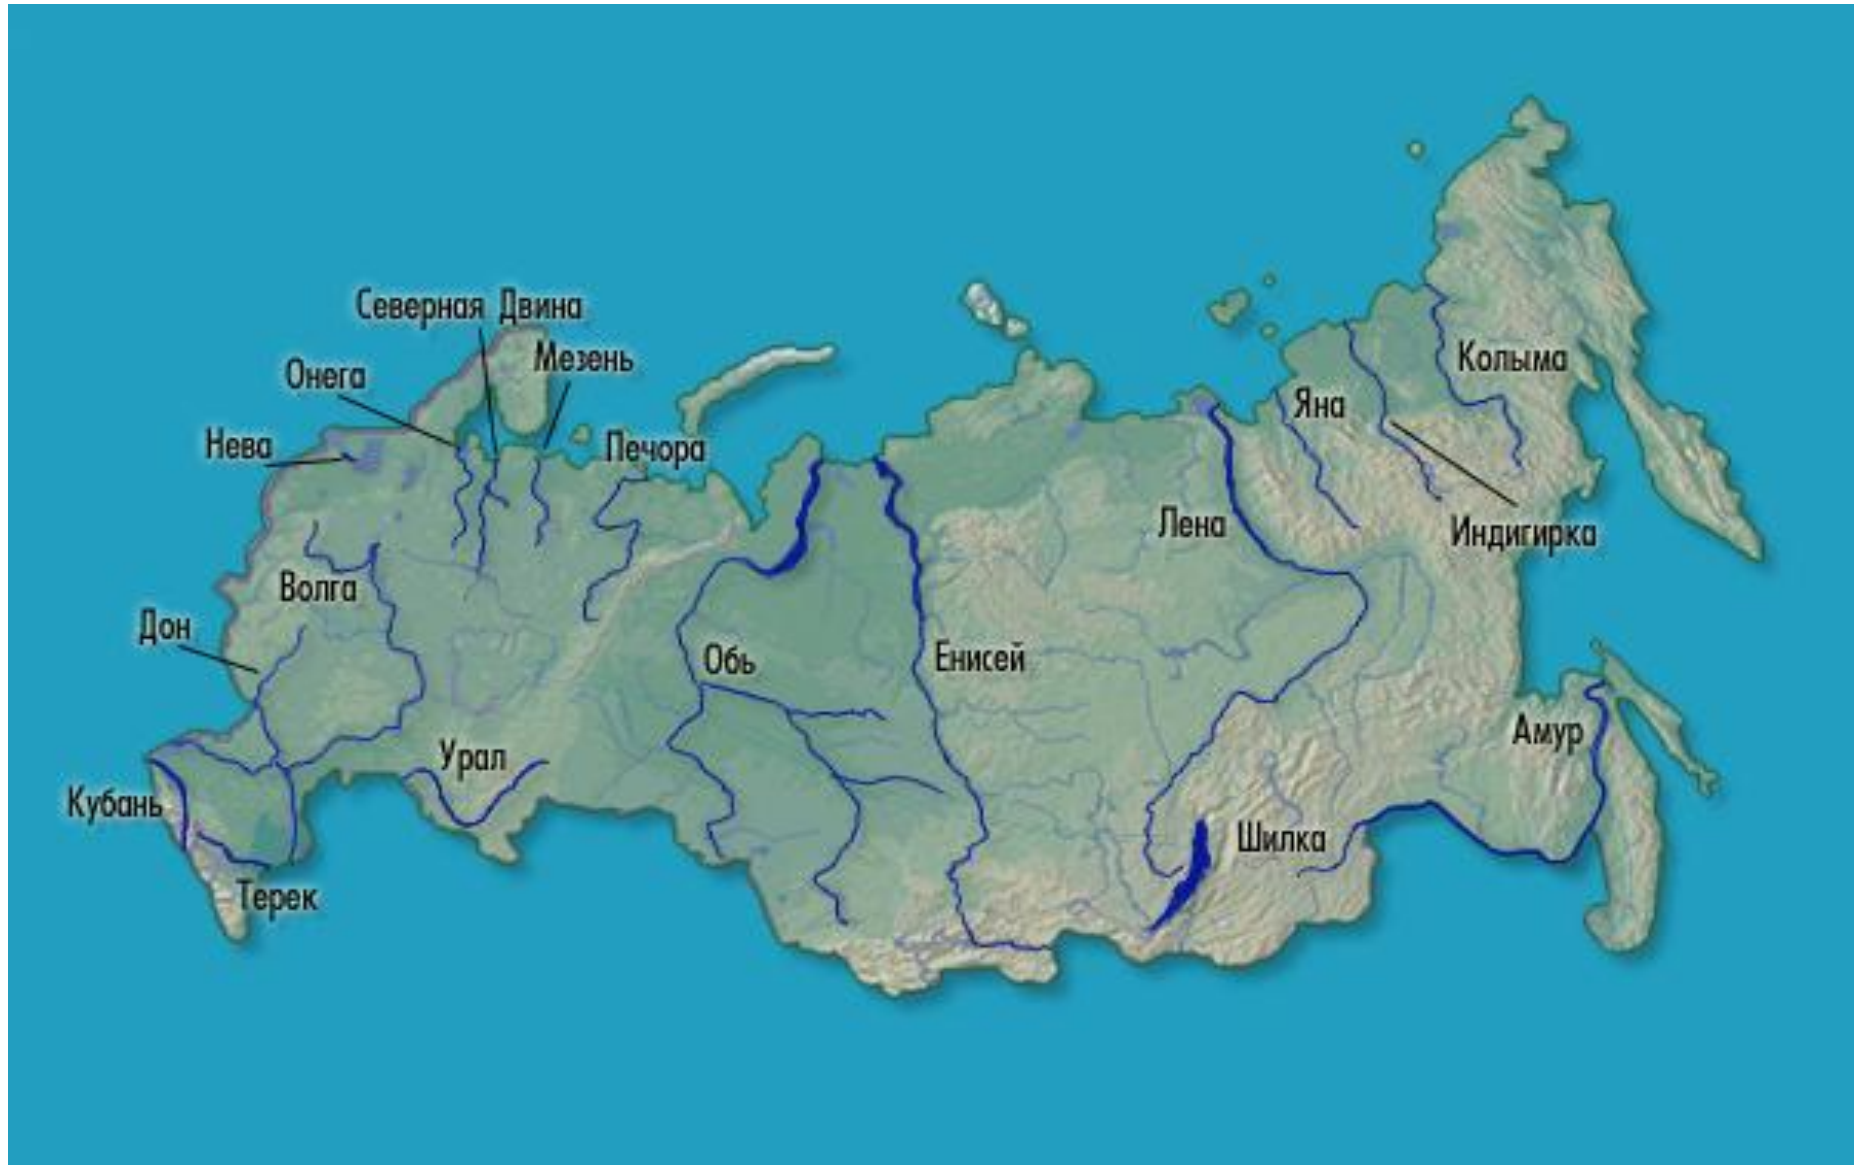 Северная Двина
Мезень
Онега
Колыма
Яна
Нева
Печора
Лена
Индигирка
Волга
Дон
Обь
Енисей
Амур
Урал
Кубань
Шилка
Терек